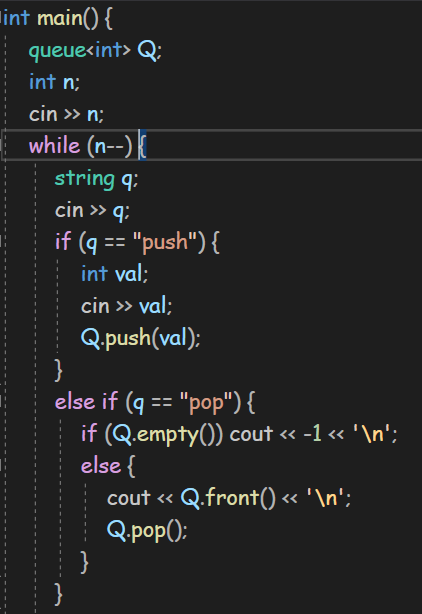 int main() {
queue<int> Q;
int n;
cin >> n;
while (n--) {
string q;
cin >> q;
if (q == "push") {
int val;
cin >> val;
Q.push(val);
}
else if (q == "pop") {
if (Q.empty()) cout << -1 << '\n';
else {
cout << Q.front() << '\n';
Q.pop();
}
}